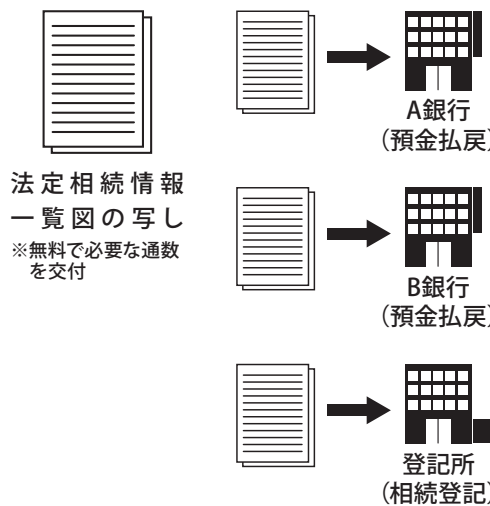 法定相続情報
一覧図の写し
※無料で必要な通数
を交付
A銀行
(預金払戻)
B銀行
(預金払戻)
登記所
(相続登記)